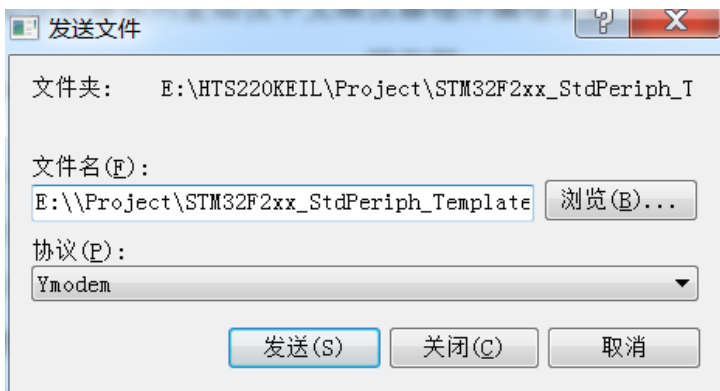 发送文件
文件夹: E:\HTS220KEIL\Project\STM32F2xx_StdPeriph_T
文件名(F):
E:\\Project\STM32F2xx_StdPeriph_Template 浏览(B)...
协议(P):
Ymodem
发送(S) 关闭(C) 取消